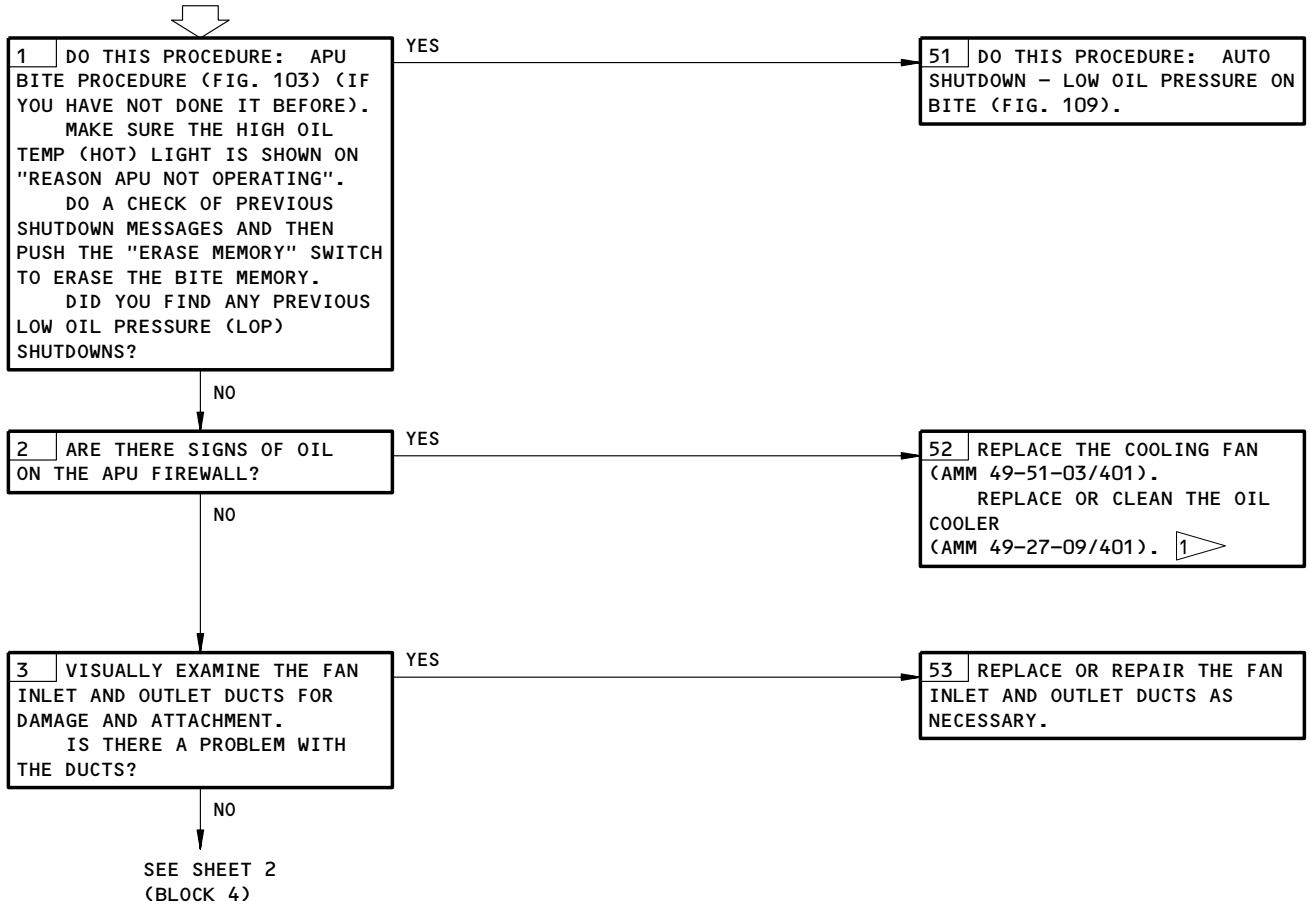 1 DO THIS PROCEDURE: APU
BITE PROCEDURE (FIG. 103) (IF
YOU HAVE NOT DONE IT BEFORE).
MAKE SURE THE HIGH OIL
TEMP (HOT) LIGHT IS SHOWN ON
"REASON APU NOT OPERATING".
DO A CHECK OF PREVIOUS
SHUTDOWN MESSAGES AND THEN
PUSH THE "ERASE MEMORY" SWITCH
TO ERASE THE BITE MEMORY.
DID YOU FIND ANY PREVIOUS
LOW OIL PRESSURE (LOP)
SHUTDOWNS?
YES
51 DO THIS PROCEDURE: AUTO
SHUTDOWN - LOW OIL PRESSURE ON
BITE (FIG. 109).
NO
2 ARE THERE SIGNS OF OIL
ON THE APU FIREWALL?
YES
52 REPLACE THE COOLING FAN
(AMM 49-51-03/401).
REPLACE OR CLEAN THE OIL
COOLER
(AMM 49-27-09/401). 1
NO
3 VISUALLY EXAMINE THE FAN
INLET AND OUTLET DUCTS FOR
DAMAGE AND ATTACHMENT.
IS THERE A PROBLEM WITH
THE DUCTS?
YES
53 REPLACE OR REPAIR THE FAN
INLET AND OUTLET DUCTS AS
NECESSARY.
NO
SEE SHEET 2
(BLOCK 4)